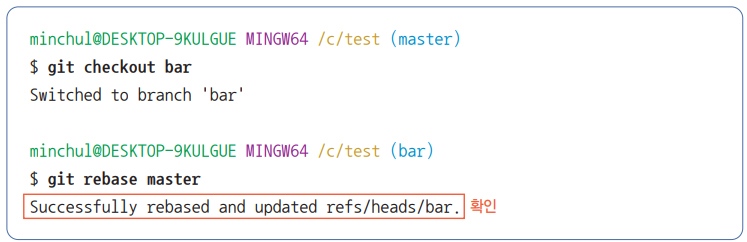 minchul@DESKTOP-9KULGUE MINGW64 /c/test (master)
$ git checkout bar
Switched to branch 'bar'
minchul@DESKTOP-9KULGUE MINGW64 /c/test (bar)
$ git rebase master
Successfully rebased and updated refs/heads/bar. 확인